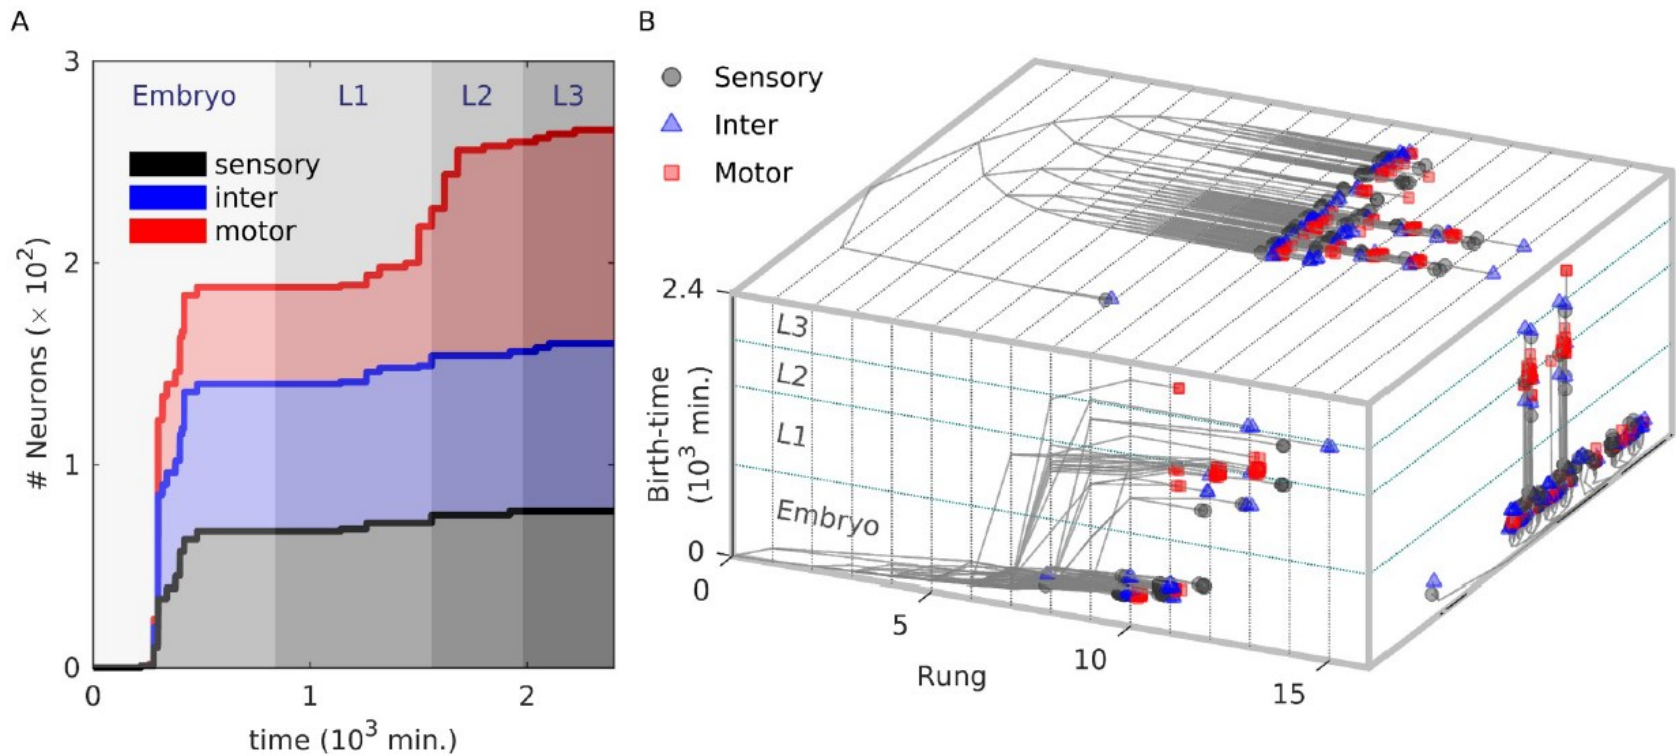 A
3
2
1
0
# Neurons (× 10²)
Embryo
L1
L2
L3
sensory
inter
motor
0
1
2
time (10³ min.)
B
Sensory
Inter
Motor
2.4
0
Birth-time
(10³ min.)
L3
L2
L1
Embryo
0
5
10
15
Rung